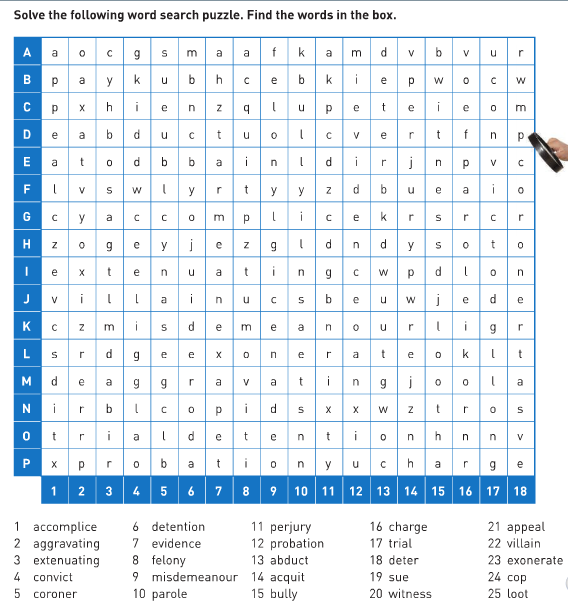 Solve the following word search puzzle. Find the words in the box.
A a o c g s m a a f k a m d v b v u r
B p a y k u b h c e b k i e p w o c w
C p x h i e n z q l u p e t e i e o m
D e a b d u c t u o l c v e r t f n p
E a t o d b b a i n l d i r j n p v c
F l v s w l y r t y y z d b u e a i o
G c y a c c o m p l i c e k r s r c r
H z o g e y j e z g l d n d y s o t o
I e x t e n u a t i n g c w p d l o n
J v i l l a i n u c s b e u w j e d e
K c z m i s d e m e a n o u r l i g r
L s r d g e e x o n e r a t e o k l t
M d e a g g r a v a t i n g j o o l a
N i r b l c o p i d s x x w z t r o s
O t r i a l d e t e n t i o n h n n v
P x p r o b a t i o n y u c h a r g e
1 2 3 4 5 6 7 8 9 10 11 12 13 14 15 16 17 18
1 accomplice 6 detention 11 perjury 16 charge 21 appeal
2 aggravating 7 evidence 12 probation 17 trial 22 villain
3 extenuating 8 felony 13 abduct 18 deter 23 exonerate
4 convict 9 misdemeanour 14 acquit 19 sue 24 cop
5 coroner 10 parole 15 bully 20 witness 25 loot